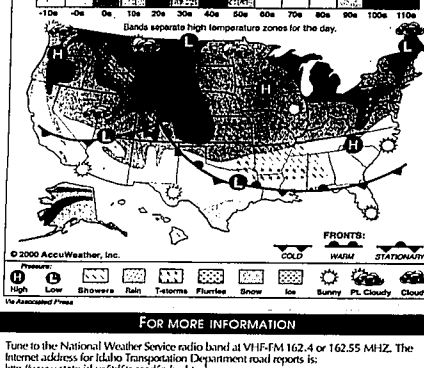 -10s -0s 0s 10s 20s 30s 40s 50s 60s 70s 80s 90s 100s 110s
Bands separate high temperature zones for the day.
H
L
L
H
L
H
L
© 2000 AccuWeather, Inc.
FRONTS:
COLD WARM STATIONARY
Pressure:
H L
High Low Showers Rain T-storms Flurries Snow Ice Sunny Pt. Cloudy Cloudy
Via Associated Press
FOR MORE INFORMATION
Tune to the National Weather Service radio band at VHF-FM 162.4 or 162.55 MHZ. The
Internet address for Idaho Transportation Department road reports is: